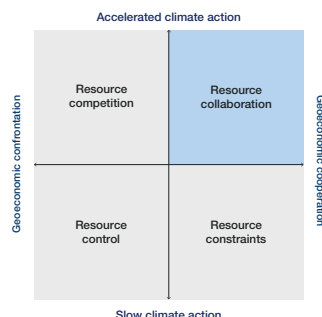 Accelerated climate action
Geoeconomic confrontation
Resource
competition
Resource
collaboration
Geoeconomic cooperation
Resource
control
Resource
constraints
Slow climate action